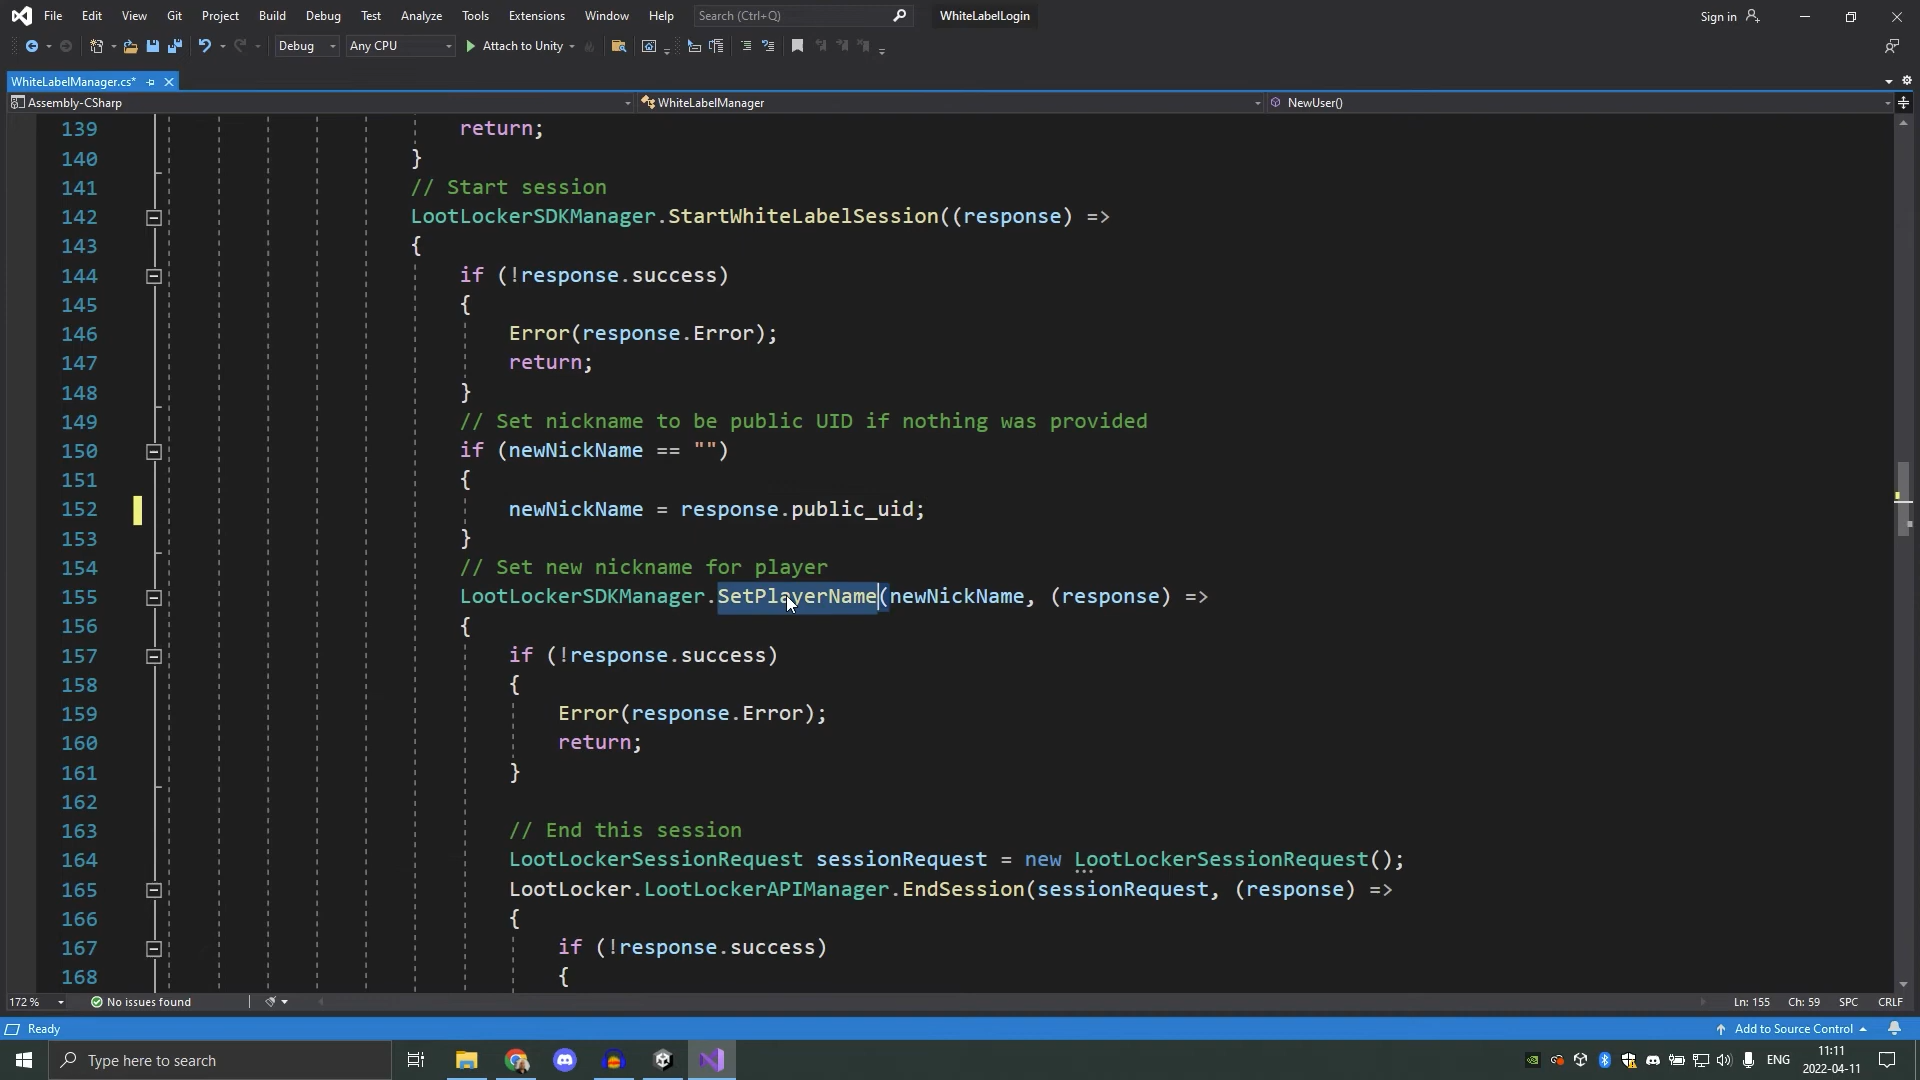 File Edit View Git Project Build Debug Test Analyze Tools Extensions Window Help Search (Ctrl+Q) WhiteLabelLogin Sign in
Debug Any CPU Attach to Unity
WhiteLabelManager.cs*
Assembly-CSharp WhiteLabelManager NewUser()
139 return;
140 }
141 // Start session
142 LootLockerSDKManager.StartWhiteLabelSession((response) =>
143 {
144 if (!response.success)
145 {
146 Error(response.Error);
147 return;
148 }
149 // Set nickname to be public UID if nothing was provided
150 if (newNickName == "")
151 {
152 newNickName = response.public_uid;
153 }
154 // Set new nickname for player
155 LootLockerSDKManager.SetPlayerName(newNickName, (response) =>
156 {
157 if (!response.success)
158 {
159 Error(response.Error);
160 return;
161 }
162
163 // End this session
164 LootLockerSessionRequest sessionRequest = new LootLockerSessionRequest();
165 LootLocker.LootLockerAPIManager.EndSession(sessionRequest, (response) =>
166 {
167 if (!response.success)
168 {
172 % No issues found Ln: 155 Ch: 59 SPC CRLF
Ready Add to Source Control
Type here to search ENG 11:11
2022-04-11